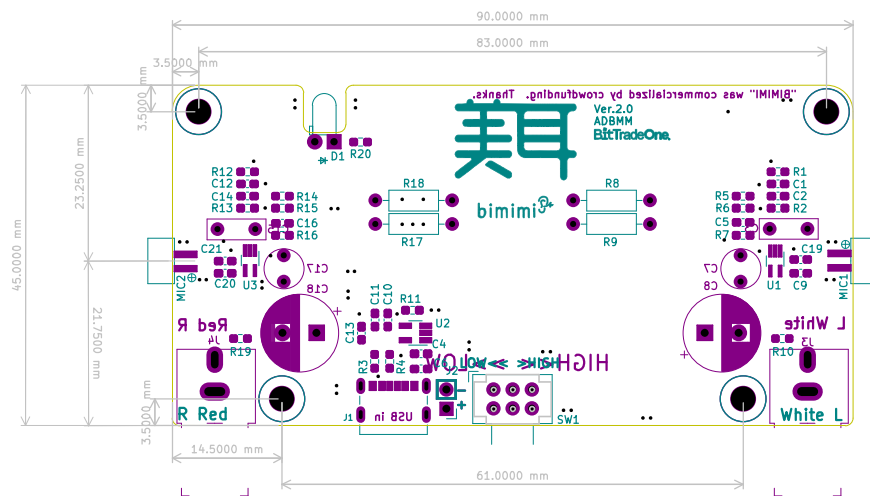 90.0000 mm
83.0000 mm
3.5000 mm
3.5000 mm
"BIMIMI" was commercialized by crowdfunding. Thanks.
Ver.2.0
ADBMM
BitTradeOne.
美耳
bimimi
D1
R20
R12
C12
C14
R13
R14
R15
C16
R16
R18
R17
R8
R9
R1
C1
C2
R2
R5
R6
C5
R7
23.2500 mm
45.0000 mm
21.7500 mm
C21
C20
U3
C17
C18
MIC2
C19
C9
U1
C7
C8
MIC1
C11
C10
R11
U2
C13
C4
R3
R4
Red R
J4
R19
L White
J3
R10
HIGH
J2
R Red
J1
USB in
+
SW1
White L
3.5000 mm
14.5000 mm
61.0000 mm